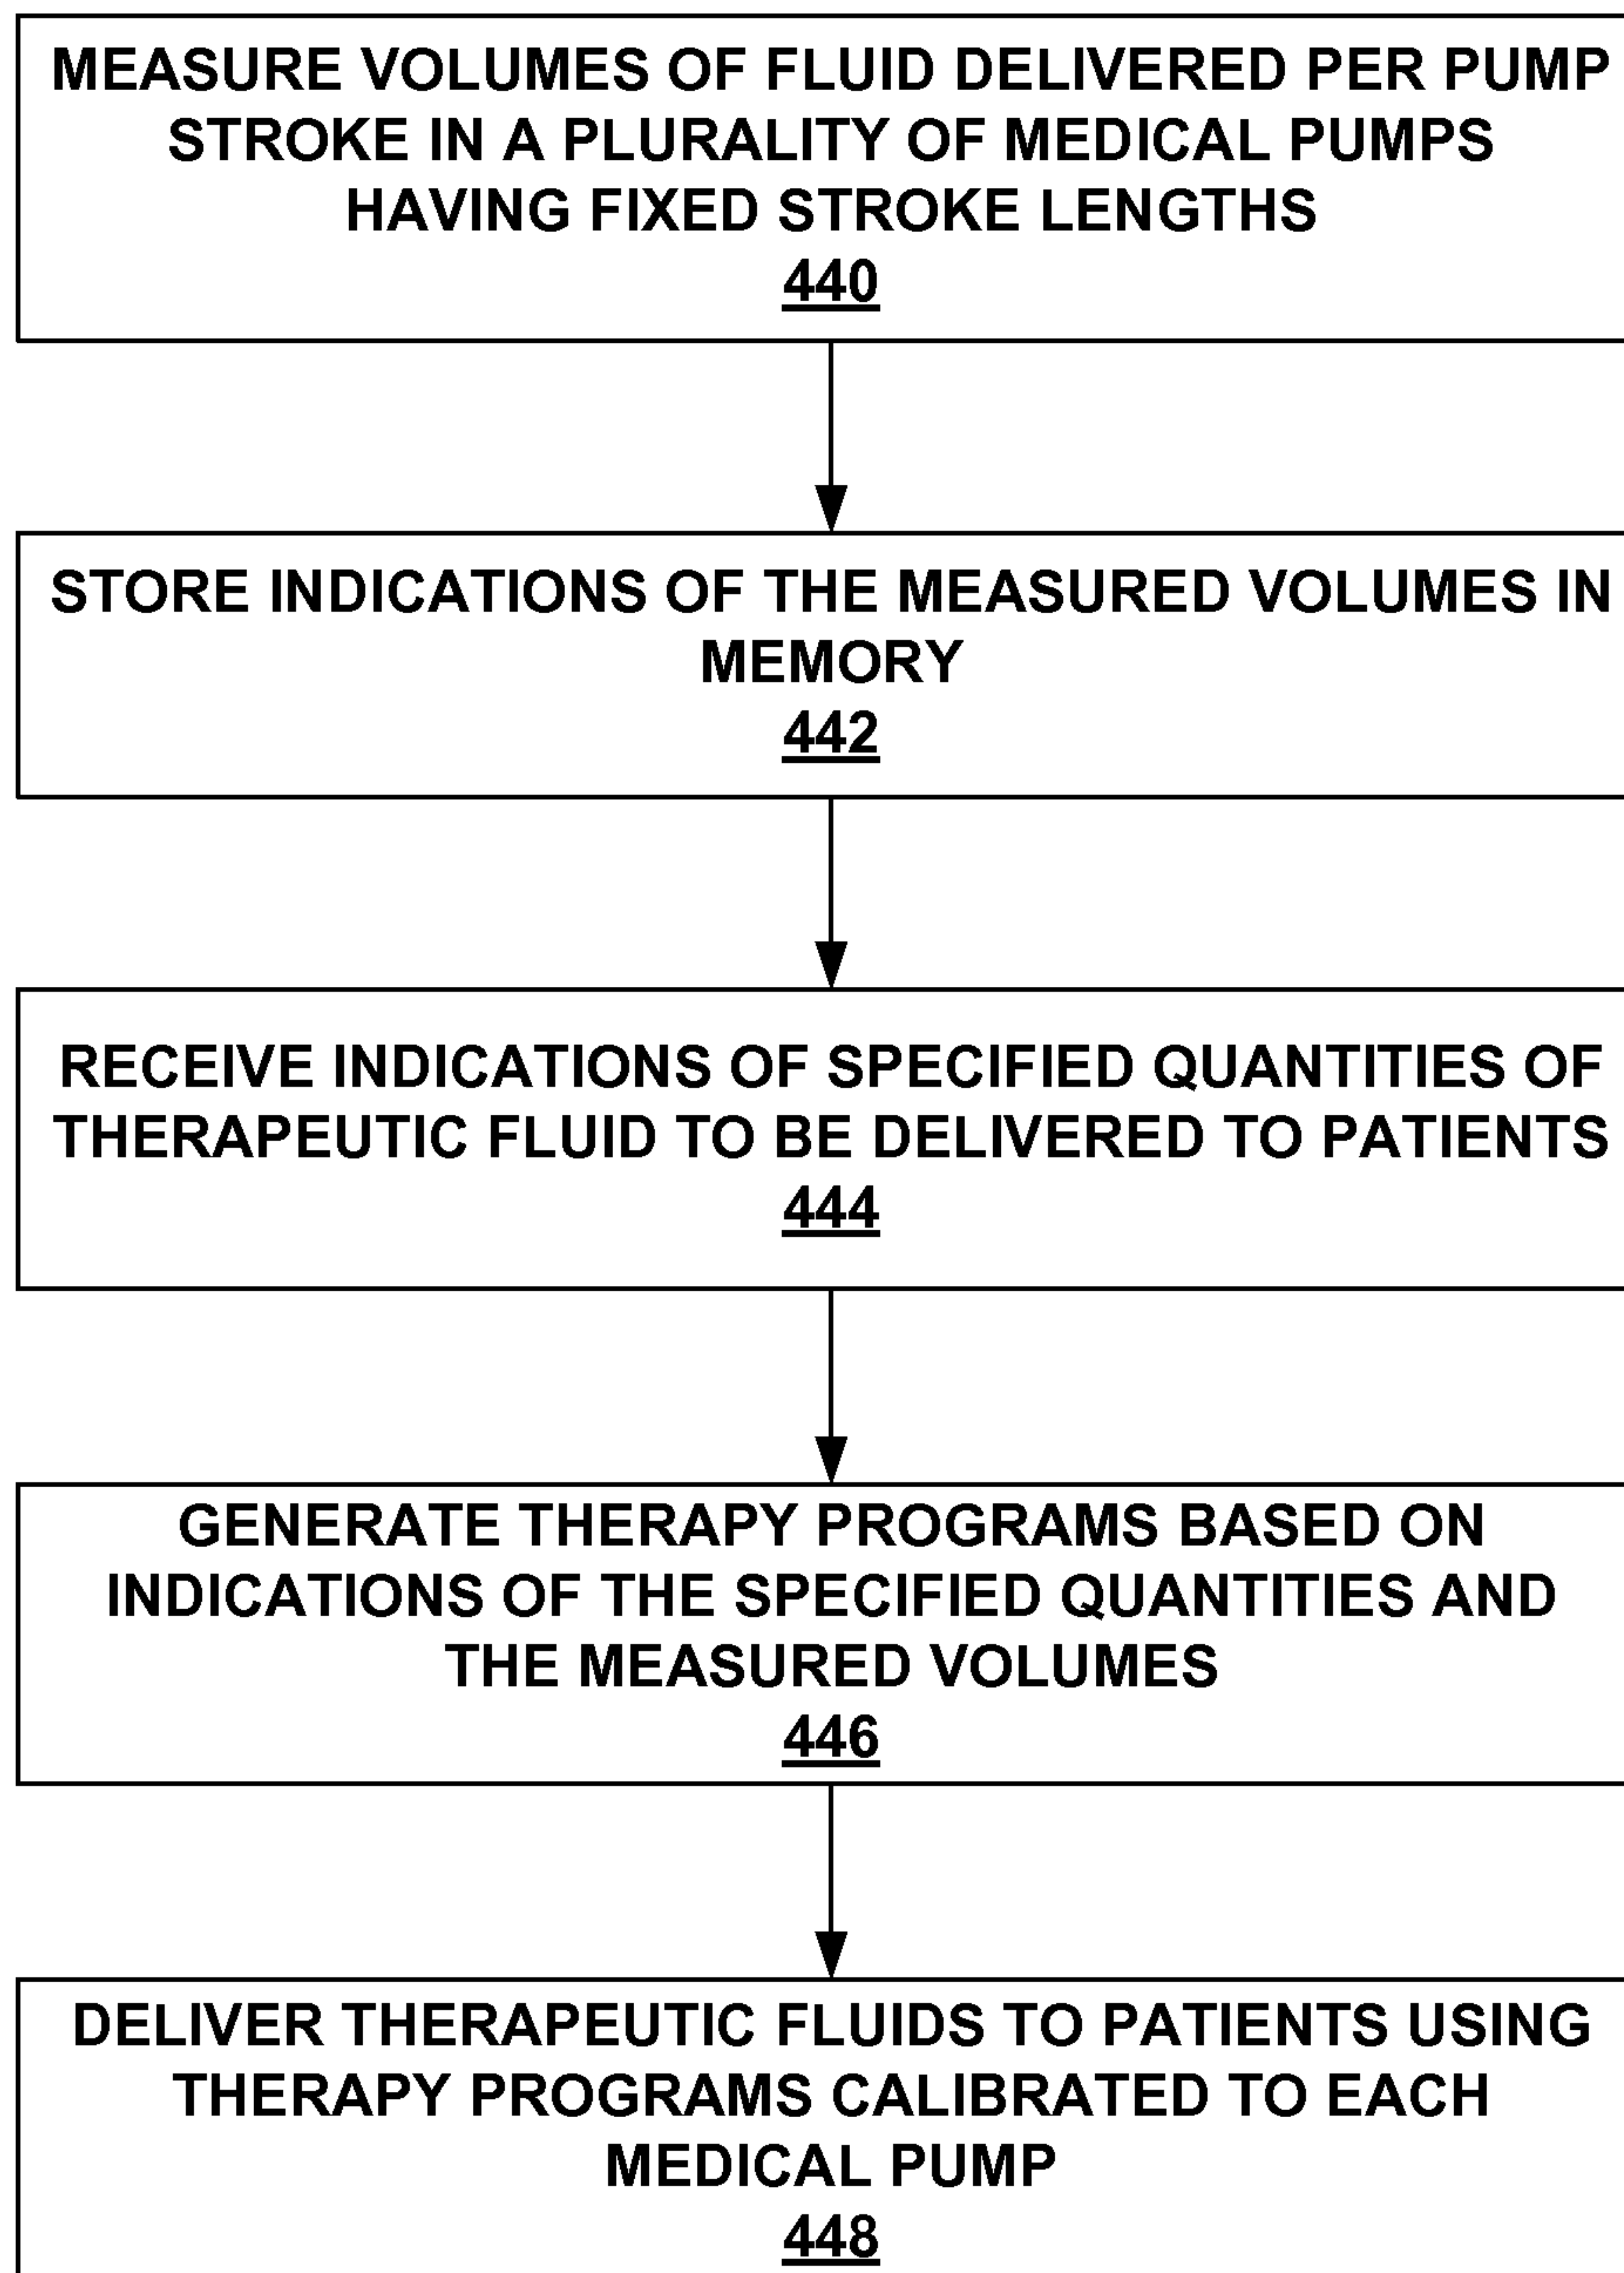 MEASURE VOLUMES OF FLUID DELIVERED PER PUMP
STROKE IN A PLURALITY OF MEDICAL PUMPS
HAVING FIXED STROKE LENGTHS
440
STORE INDICATIONS OF THE MEASURED VOLUMES IN
MEMORY
442
RECEIVE INDICATIONS OF SPECIFIED QUANTITIES OF
THERAPEUTIC FLUID TO BE DELIVERED TO PATIENTS
444
GENERATE THERAPY PROGRAMS BASED ON
INDICATIONS OF THE SPECIFIED QUANTITIES AND
THE MEASURED VOLUMES
446
DELIVER THERAPEUTIC FLUIDS TO PATIENTS USING
THERAPY PROGRAMS CALIBRATED TO EACH
MEDICAL PUMP
448